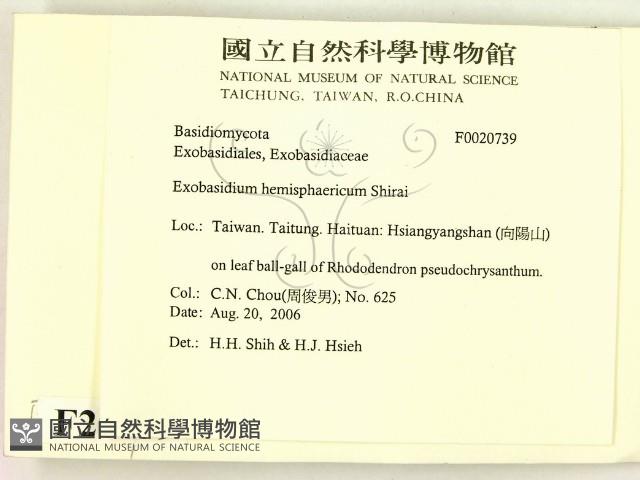 國立自然科學博物館
NATIONAL MUSEUM OF NATURAL SCIENCE
TAICHUNG, TAIWAN, R.O.CHINA
Basidiomycota F0020739
Exobasidiales, Exobasidiaceae
Exobasidium hemisphaericum Shirai
Loc.: Taiwan. Taitung. Haituan: Hsiangyangshan (向陽山)
on leaf ball-gall of Rhododendron pseudochrysanthum.
Col.: C.N. Chou(周俊男); No. 625
Date: Aug. 20, 2006
Det.: H.H. Shih & H.J. Hsieh
F2
國立自然科學博物館
NATIONAL MUSEUM OF NATURAL SCIENCE